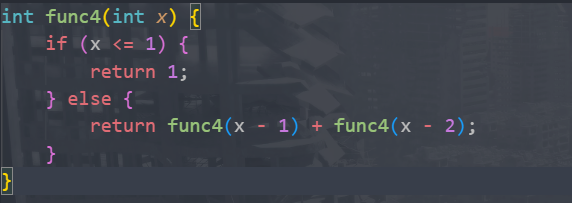 int func4(int x) {
    if (x <= 1) {
        return 1;
    } else {
        return func4(x - 1) + func4(x - 2);
    }
}